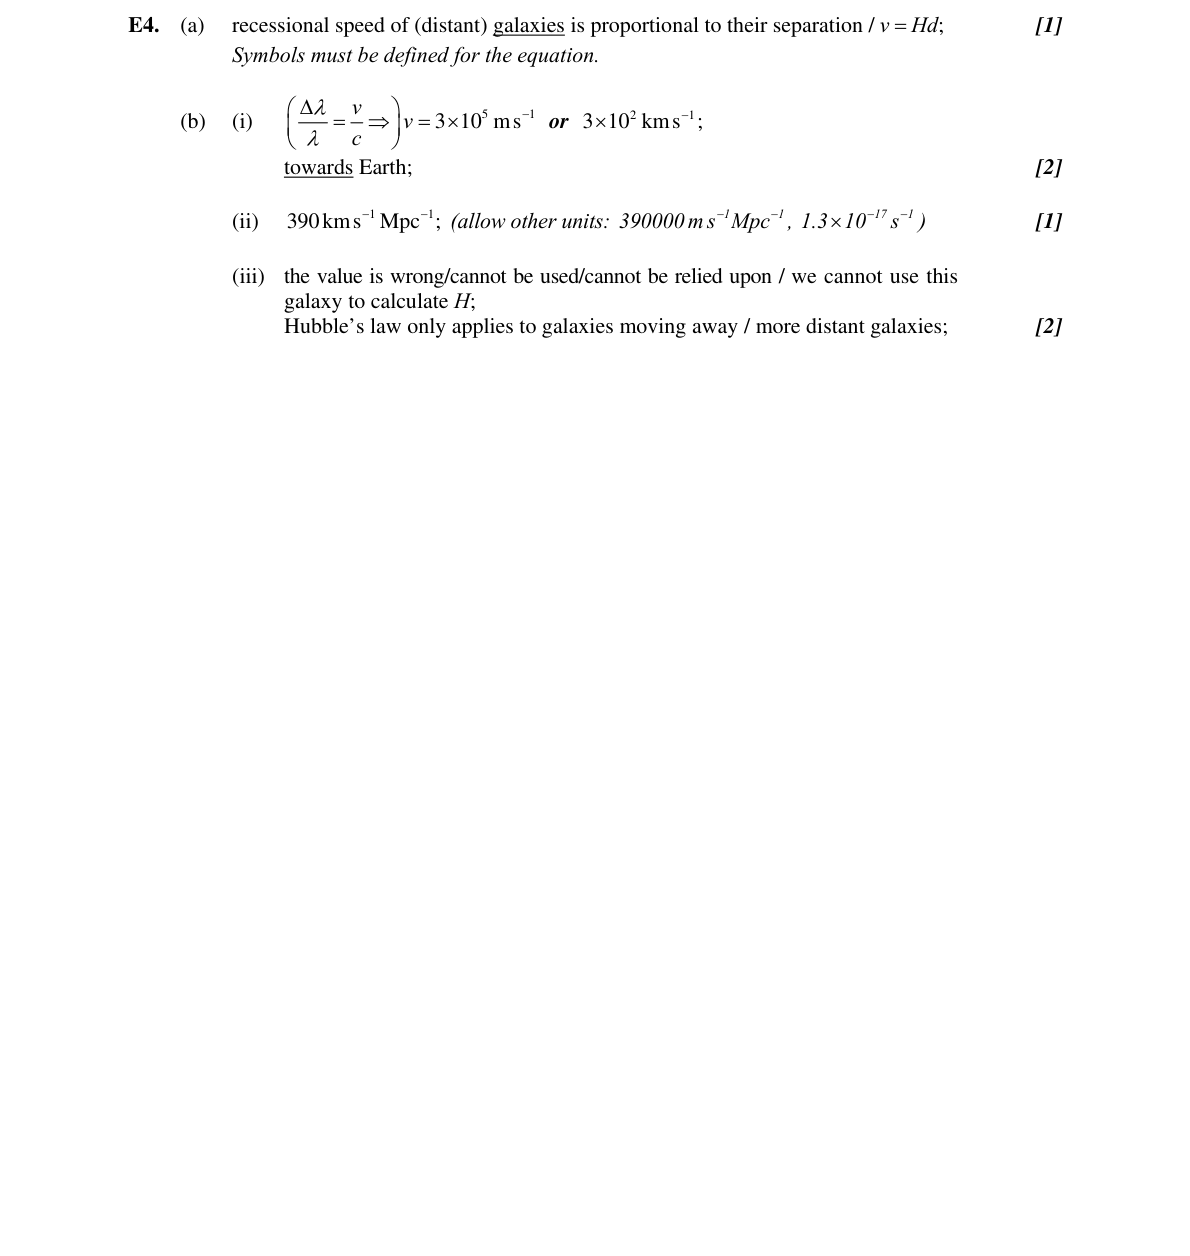 E4. (a) recessional speed of (distant) galaxies is proportional to their separation / v = Hd; [1]
Symbols must be defined for the equation.
(b) (i) (Δλ/λ = v/c ⇒) v = 3×10⁵ m s⁻¹ or 3×10² km s⁻¹;
towards Earth; [2]
(ii) 390 km s⁻¹ Mpc⁻¹; (allow other units: 390000 m s⁻¹ Mpc⁻¹, 1.3×10⁻¹⁷ s⁻¹) [1]
(iii) the value is wrong/cannot be used/cannot be relied upon / we cannot use this
galaxy to calculate H;
Hubble's law only applies to galaxies moving away / more distant galaxies; [2]